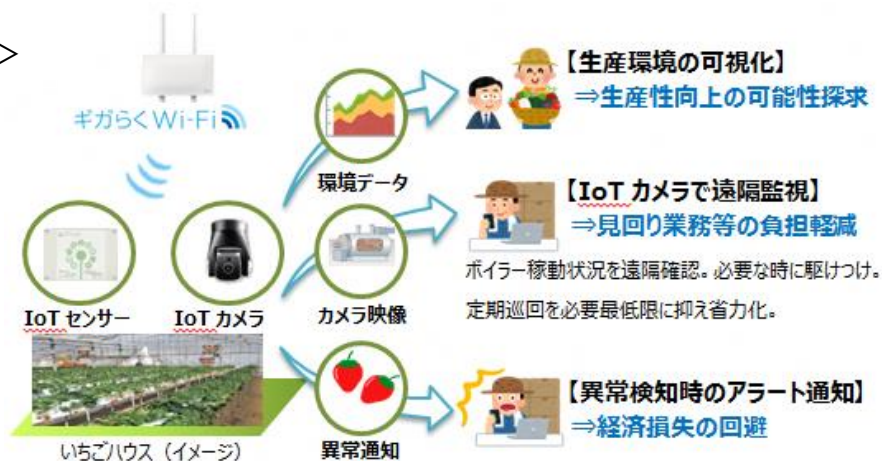 >
ギガらくWi-Fi
環境データ
【生産環境の可視化】
⇒生産性向上の可能性探求
IoTセンサー
IoTカメラ
カメラ映像
【IoTカメラで遠隔監視】
⇒見回り業務等の負担軽減
ボイラー稼動状況を遠隔確認。必要な時に駆けつけ。
定期巡回を必要最低限に抑え省力化。
いちごハウス（イメージ）
異常通知
【異常検知時のアラート通知】
⇒経済損失の回避